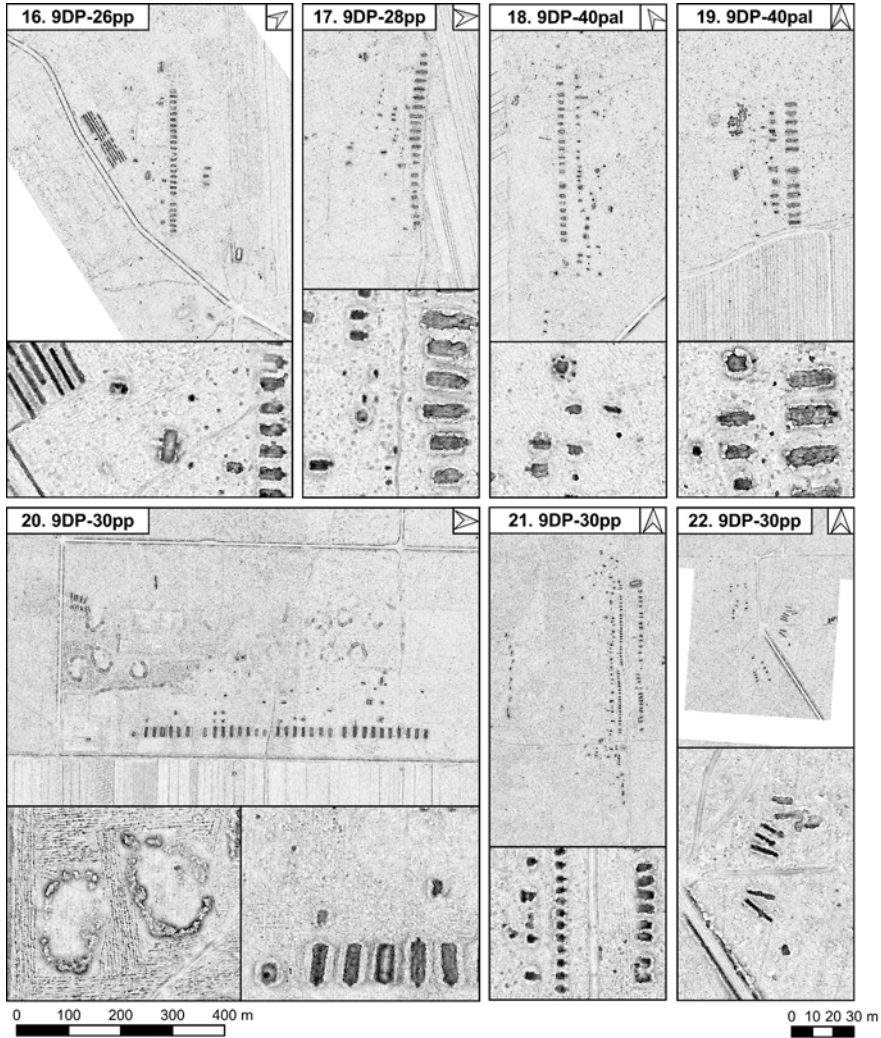 16. 9DP-26pp
17. 9DP-28pp
18. 9DP-40pal
19. 9DP-40pal
20. 9DP-30pp
21. 9DP-30pp
22. 9DP-30pp
0 100 200 300 400 m
0 10 20 30 m